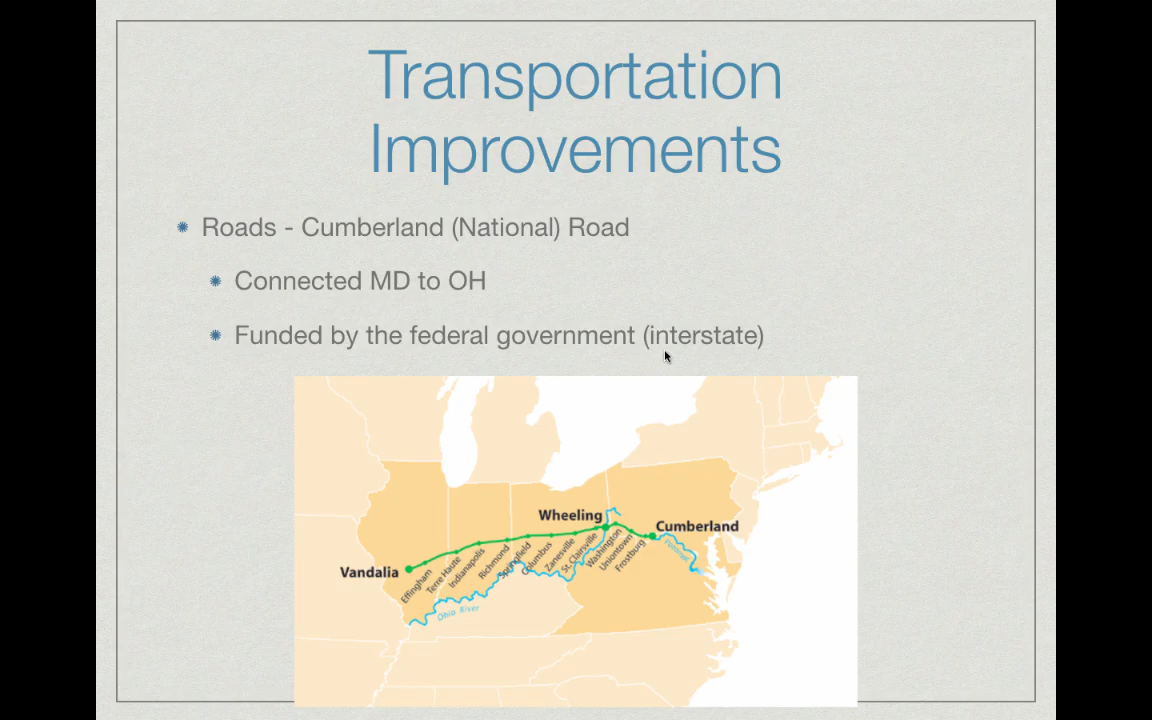 Transportation
Improvements
Roads - Cumberland (National) Road
Connected MD to OH
Funded by the federal government (interstate)
Wheeling
Cumberland
Vandalia
Effingham
Terre Haute
Indianapolis
Richmond
Springfield
Columbus
Zanesville
St. Clairsville
Washington
Uniontown
Frostburg
Ohio River